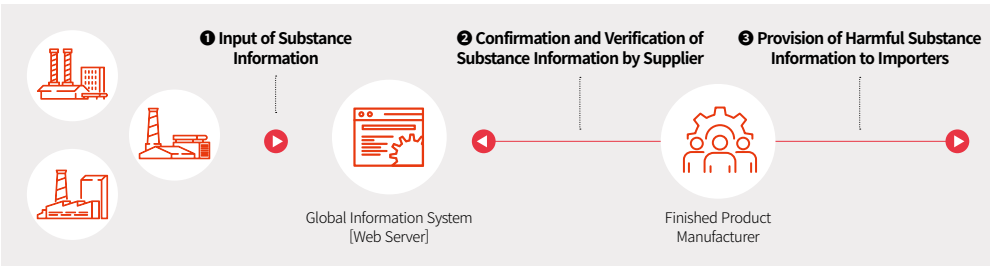 ❶ Input of Substance
Information
❷ Confirmation and Verification of
Substance Information by Supplier
❸ Provision of Harmful Substance
Information to Importers
Global Information System
[Web Server]
Finished Product
Manufacturer